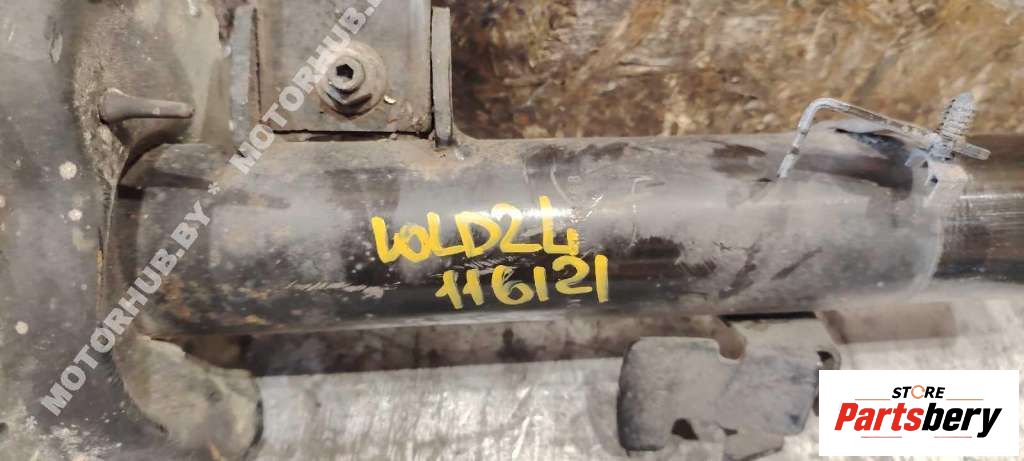 MOTORHUB.BY
MOTORHUB.BY
LOLD24
116121
STORE
Partsbery